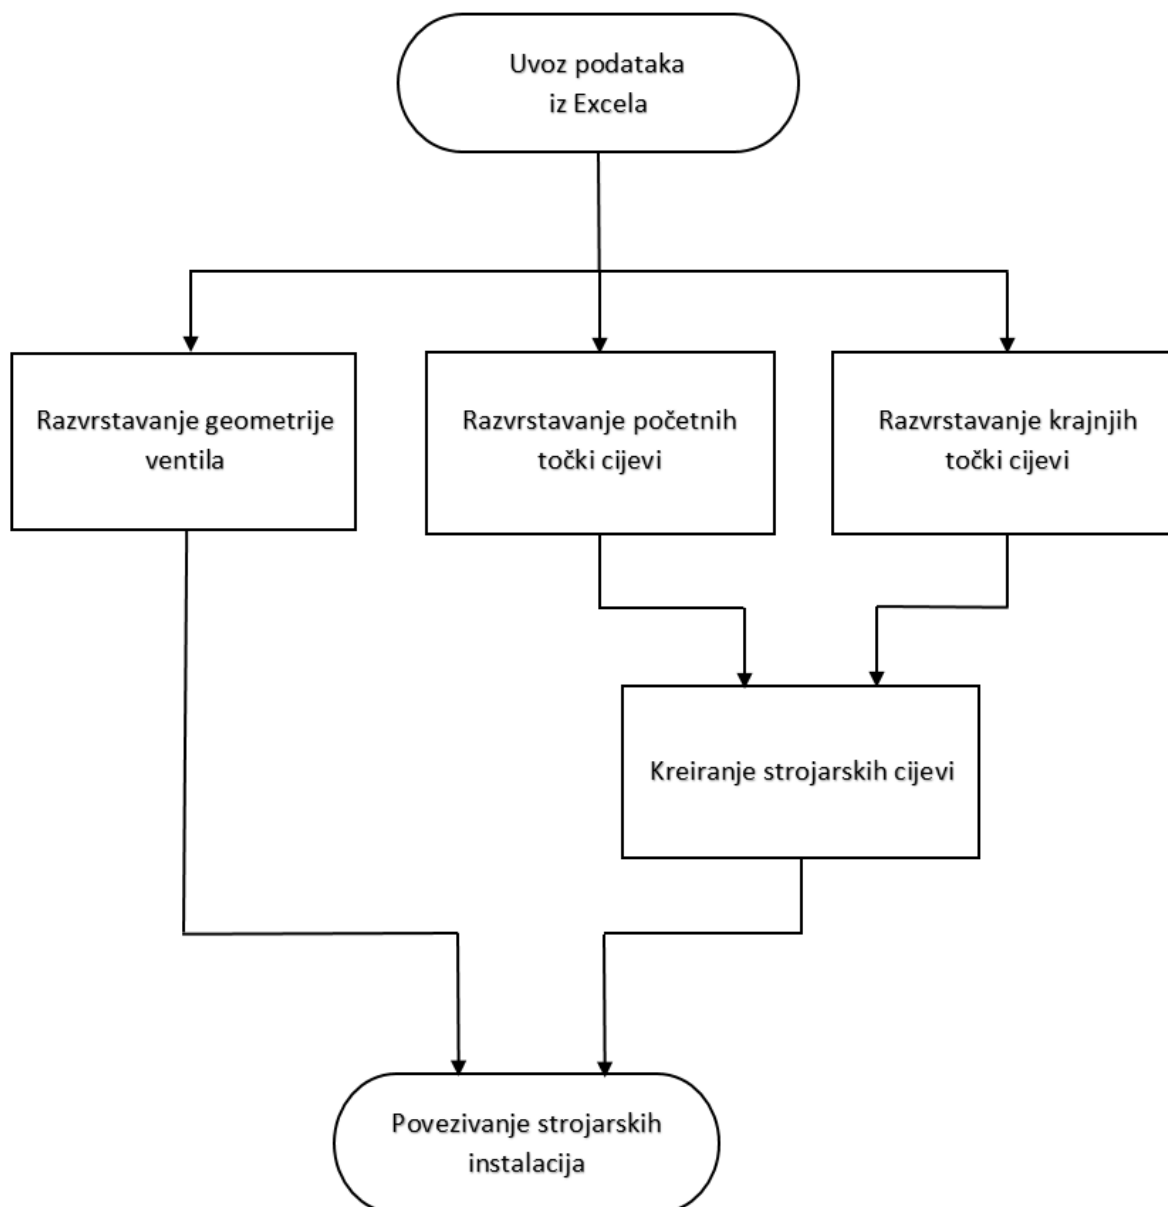 Uvoz podataka
iz Excela
Razvrstavanje geometrije
ventila
Razvrstavanje početnih
točki cijevi
Razvrstavanje krajnjih
točki cijevi
Kreiranje strojarskih cijevi
Povezivanje strojarskih
instalacija